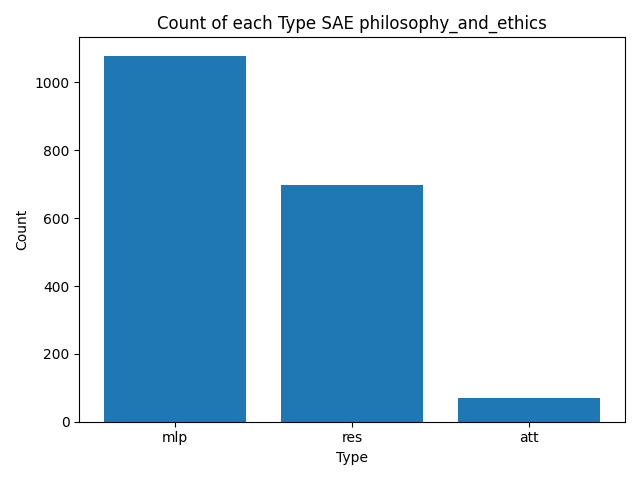 Count of each Type SAE philosophy_and_ethics
Count
1000
800
600
400
200
0
mlp res att
Type